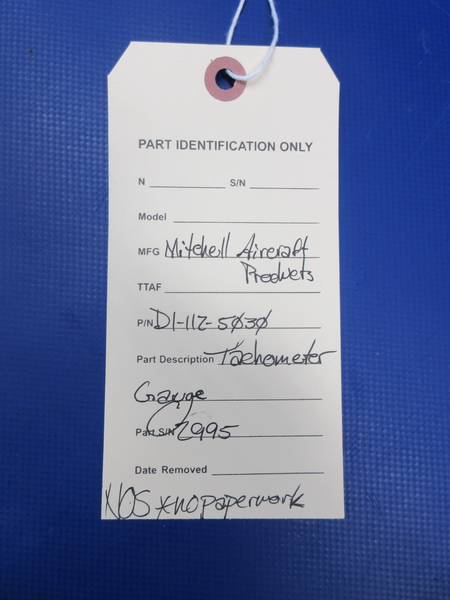 PART IDENTIFICATION ONLY
N S/N
Model
MFG Mitchell Aircraft
Products
TTAF
P/N D1-112-5030
Part Description Tachometer
Gauge
Part S/N 2995
Date Removed
NOS *no paperwork